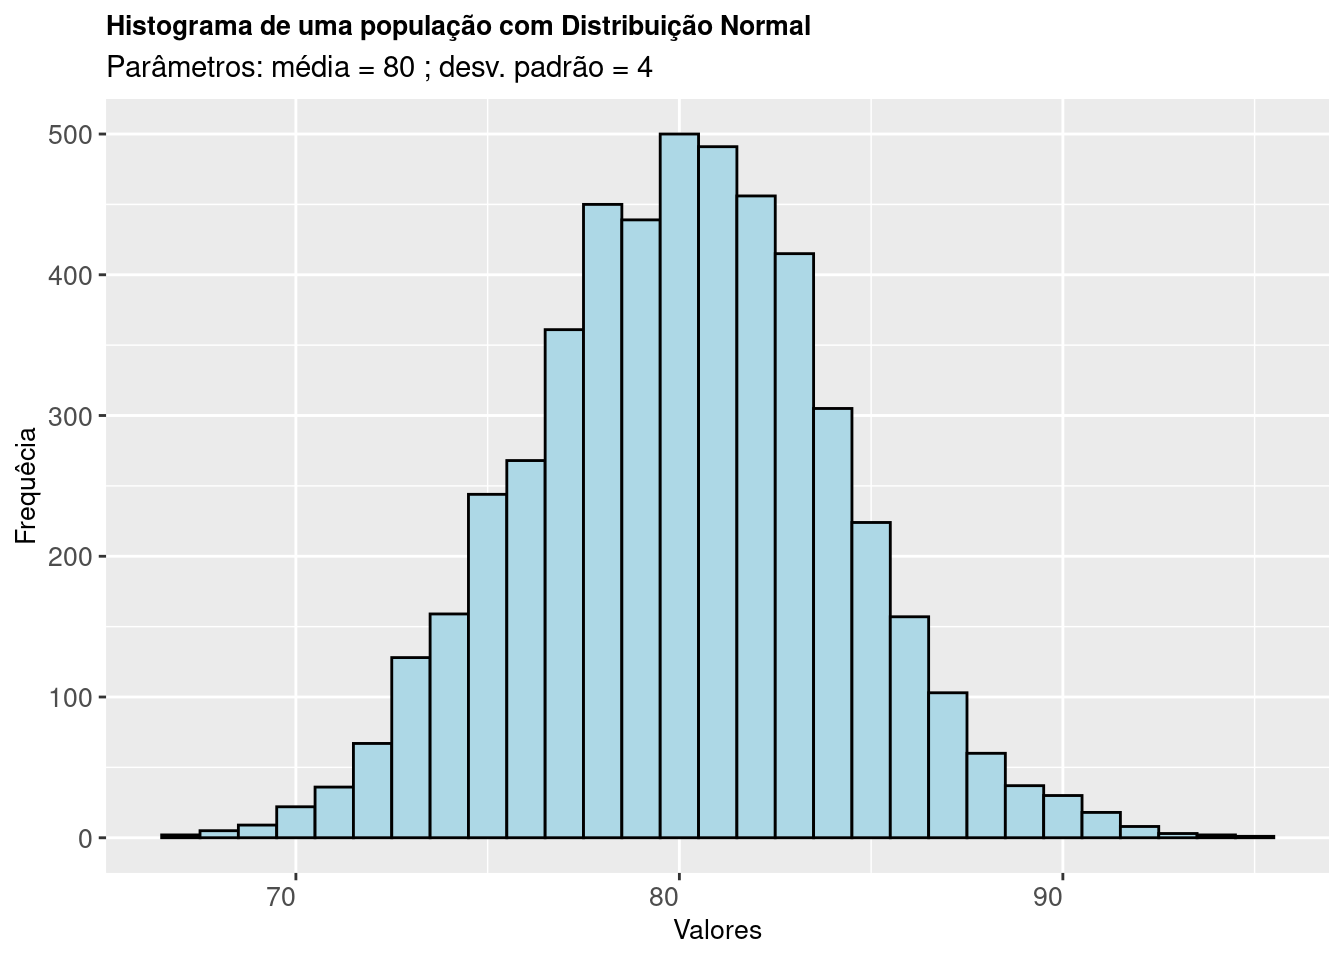 Histograma de uma população com Distribuição Normal
Parâmetros: média = 80 ; desv. padrão = 4
500
400
300
200
100
0
Frequêcia
70 80 90
Valores